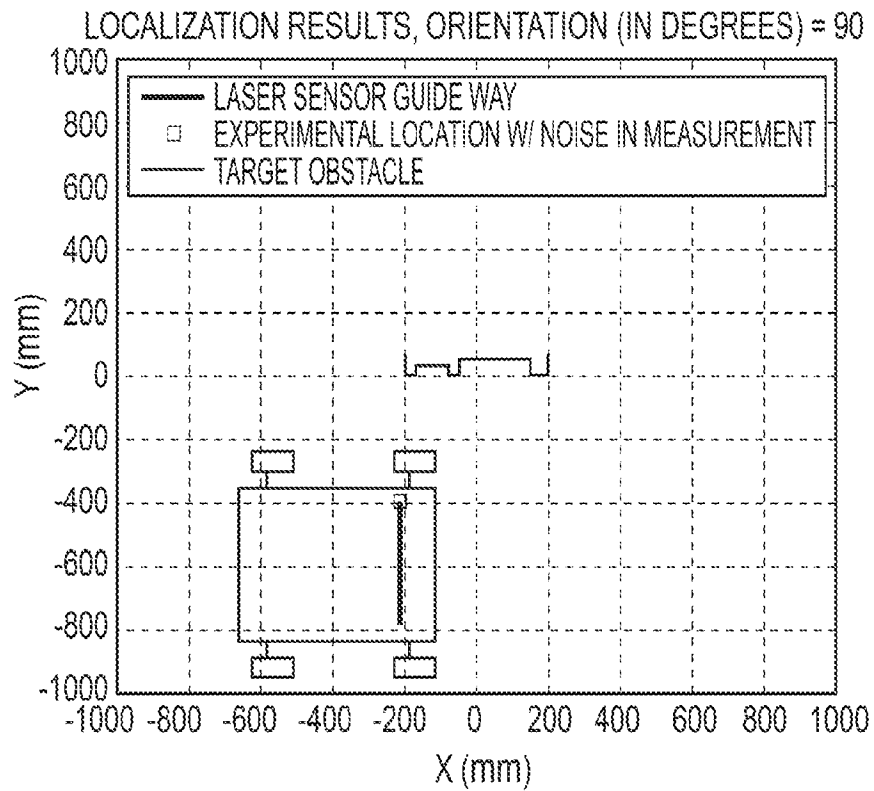 LOCALIZATION RESULTS, ORIENTATION (IN DEGREES) = 90
1000
LASER SENSOR GUIDE WAY
800
EXPERIMENTAL LOCATION W/ NOISE IN MEASUREMENT
TARGET OBSTACLE
600
400
200
Y (mm)
0
-200
-400
-600
-800
-1000
-1000 -800 -600 -400 -200 0 200 400 600 800 1000
X (mm)